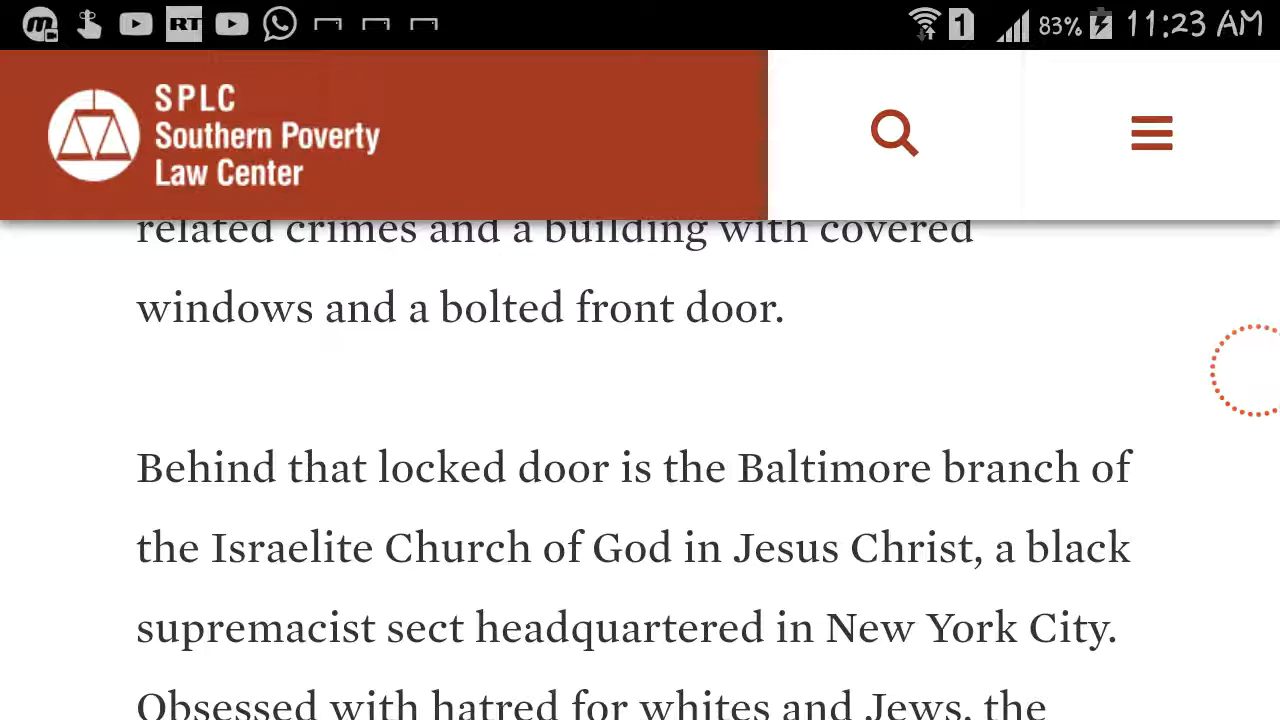 RT 1 83% 11:23 AM
SPLC
Southern Poverty
Law Center
related crimes and a building with covered
windows and a bolted front door.
Behind that locked door is the Baltimore branch of
the Israelite Church of God in Jesus Christ, a black
supremacist sect headquartered in New York City.
Obsessed with hatred for whites and Jews, the